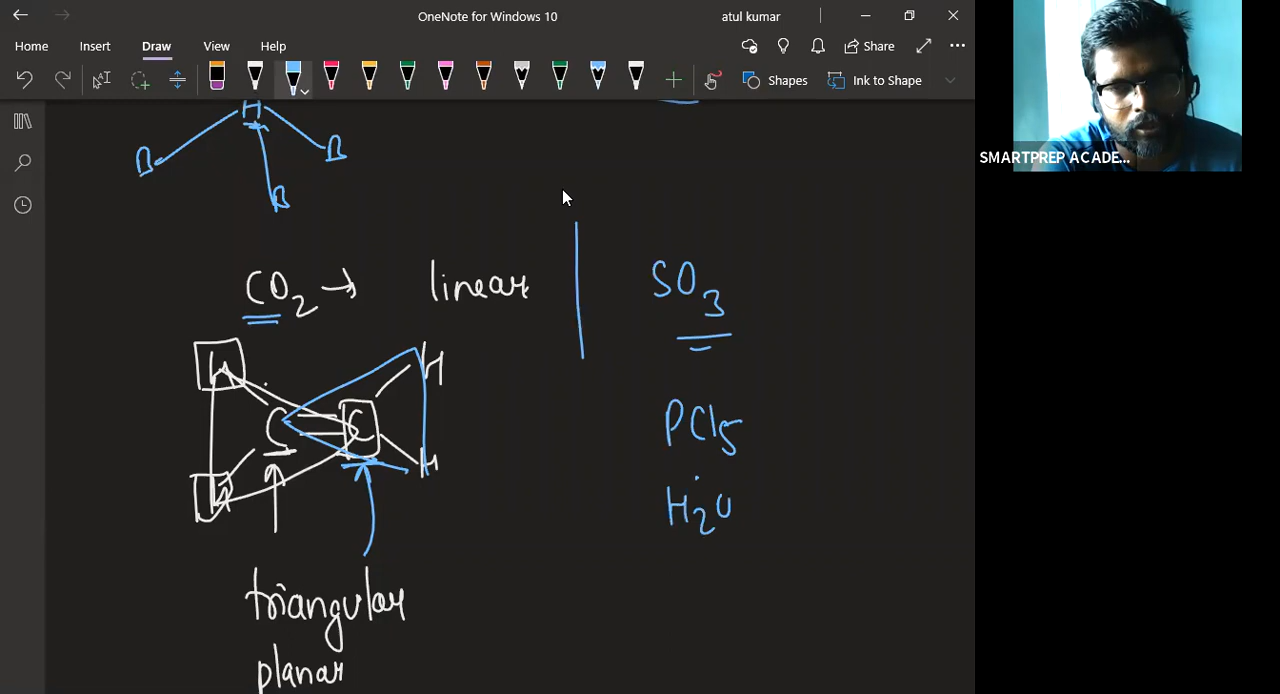 OneNote for Windows 10
atul kumar
Home Insert Draw View Help
Share
Shapes
Ink to Shape
SMARTPREP ACADE...
H
B B
B
CO2 → linear
SO3
H H
C C
H H
PCl5
H2O
triangular
planar